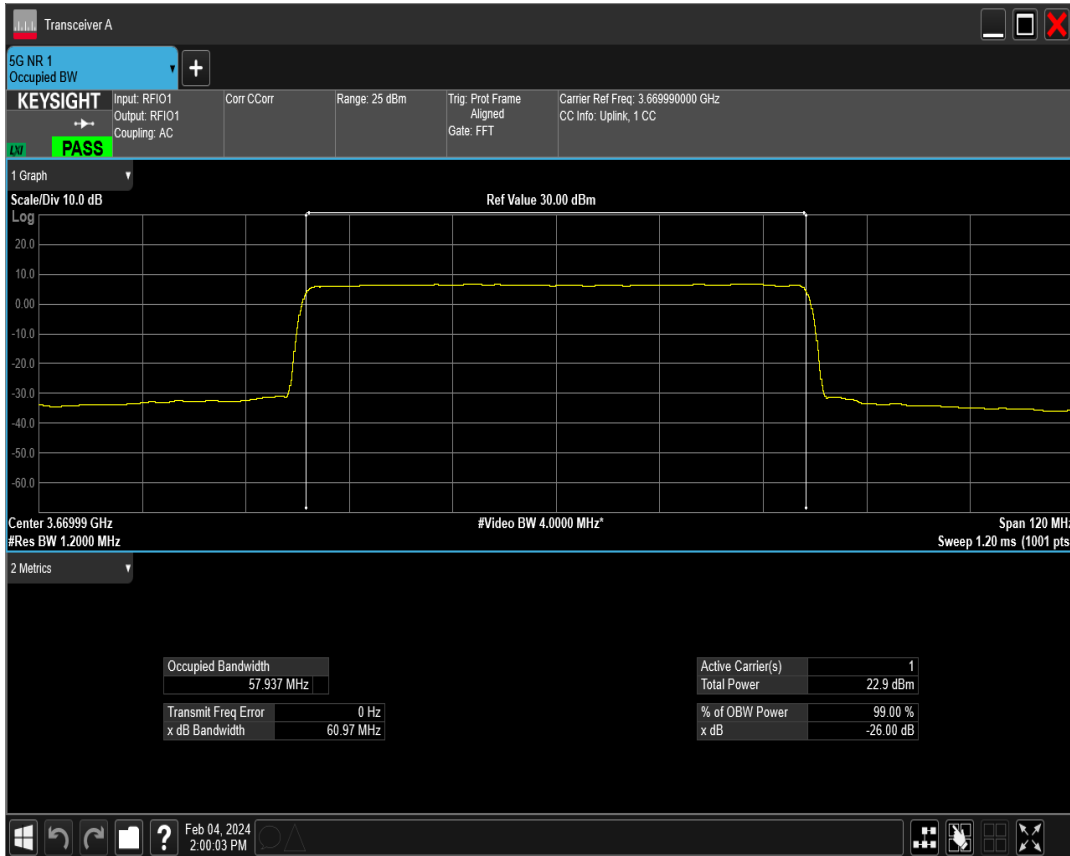 Transceiver A
5G NR 1
Occupied BW
+
KEYSIGHT
LXI
PASS
Input: RFIO1
Output: RFIO1
Coupling: AC
Corr CCorr
Range: 25 dBm
Trig: Prot Frame
Aligned
Gate: FFT
Carrier Ref Freq: 3.669990000 GHz
CC Info: Uplink, 1 CC
1 Graph
Scale/Div 10.0 dB
Ref Value 30.00 dBm
Log
20.0
10.0
0.00
-10.0
-20.0
-30.0
-40.0
-50.0
-60.0
Center 3.66999 GHz
#Video BW 4.0000 MHz*
Span 120 MHz
#Res BW 1.2000 MHz
Sweep 1.20 ms (1001 pts
2 Metrics
Occupied Bandwidth
57.937 MHz
Transmit Freq Error 0 Hz
x dB Bandwidth 60.97 MHz
Active Carrier(s) 1
Total Power 22.9 dBm
% of OBW Power 99.00 %
x dB -26.00 dB
?
Feb 04, 2024
2:00:03 PM